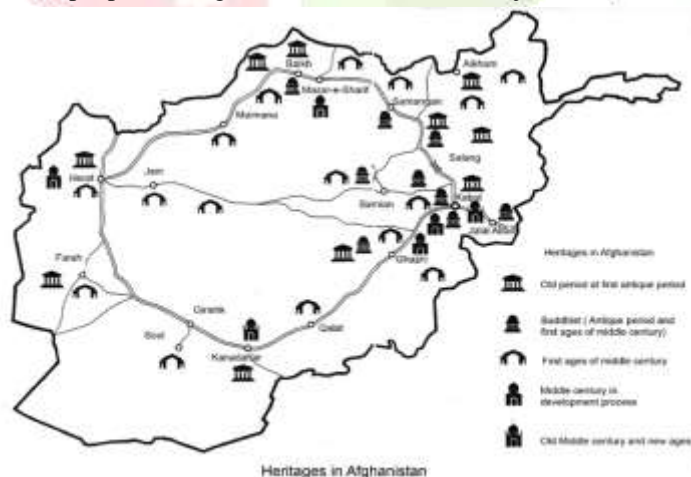 Balkh
Aikham
Mazar-e-Sharif
Samangan
Maimana
Salang
Herat
Jam
Bamian
Kabul
Jalal Abad
Ghazni
Farah
Girishk
Qalat
Bost
Kanadahar
Heritages in Afghanistan
Old period of first antique period
Buddhist ( Antique period and
first ages of middle century)
First ages of middle century
Middle century in
development process
Old Middle century and new ages
Heritages in Afghanistan